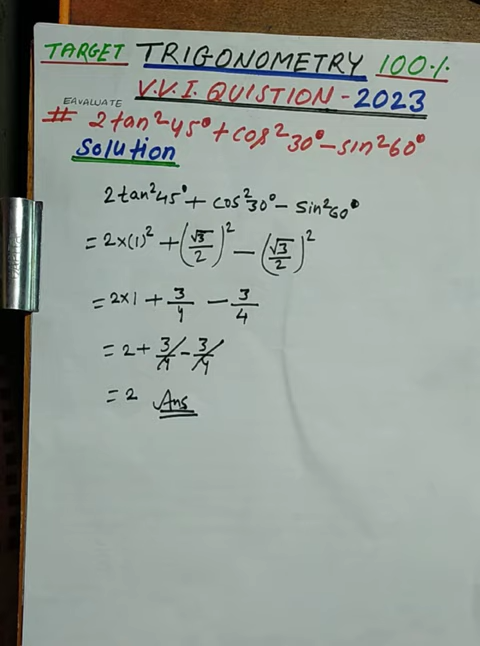 TARGET TRIGONOMETRY 100%
V.V.I. QUISTION - 2023
EAVALUATE
# 2tan²45° + cos²30° - sin²60°
Solution
2tan²45° + cos²30° - sin²60°
= 2×(1)² + (√3/2)² - (√3/2)²
= 2×1 + 3/4 - 3/4
= 2 + 3/4 - 3/4
= 2 Ans